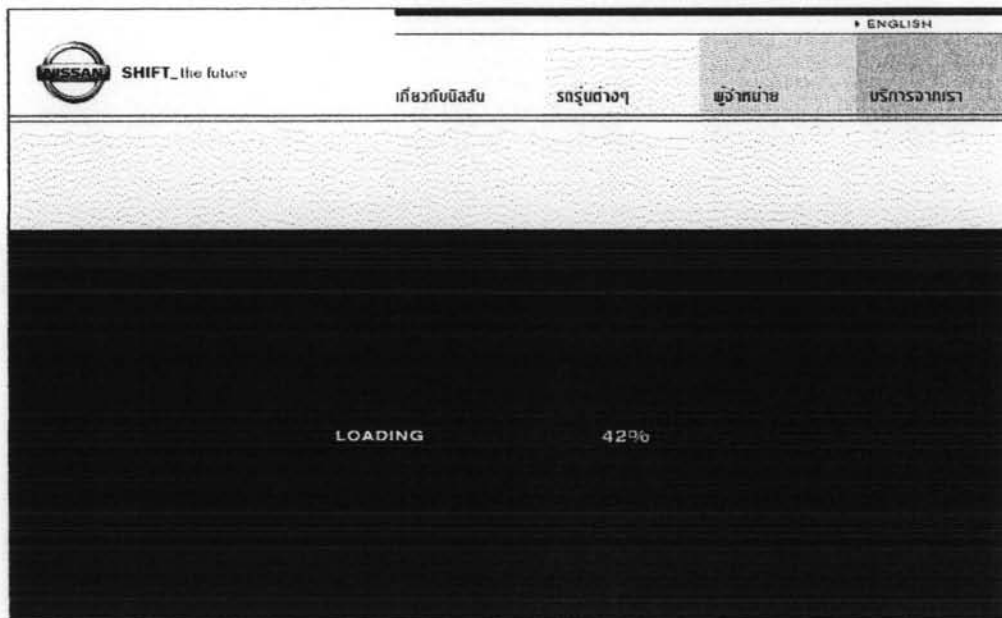 ENGLISH
NISSAN
SHIFT_the future
เกี่ยวกับนิสสัน
รถรุ่นต่างๆ
ผู้จำหน่าย
บริการจากเรา
LOADING 42%